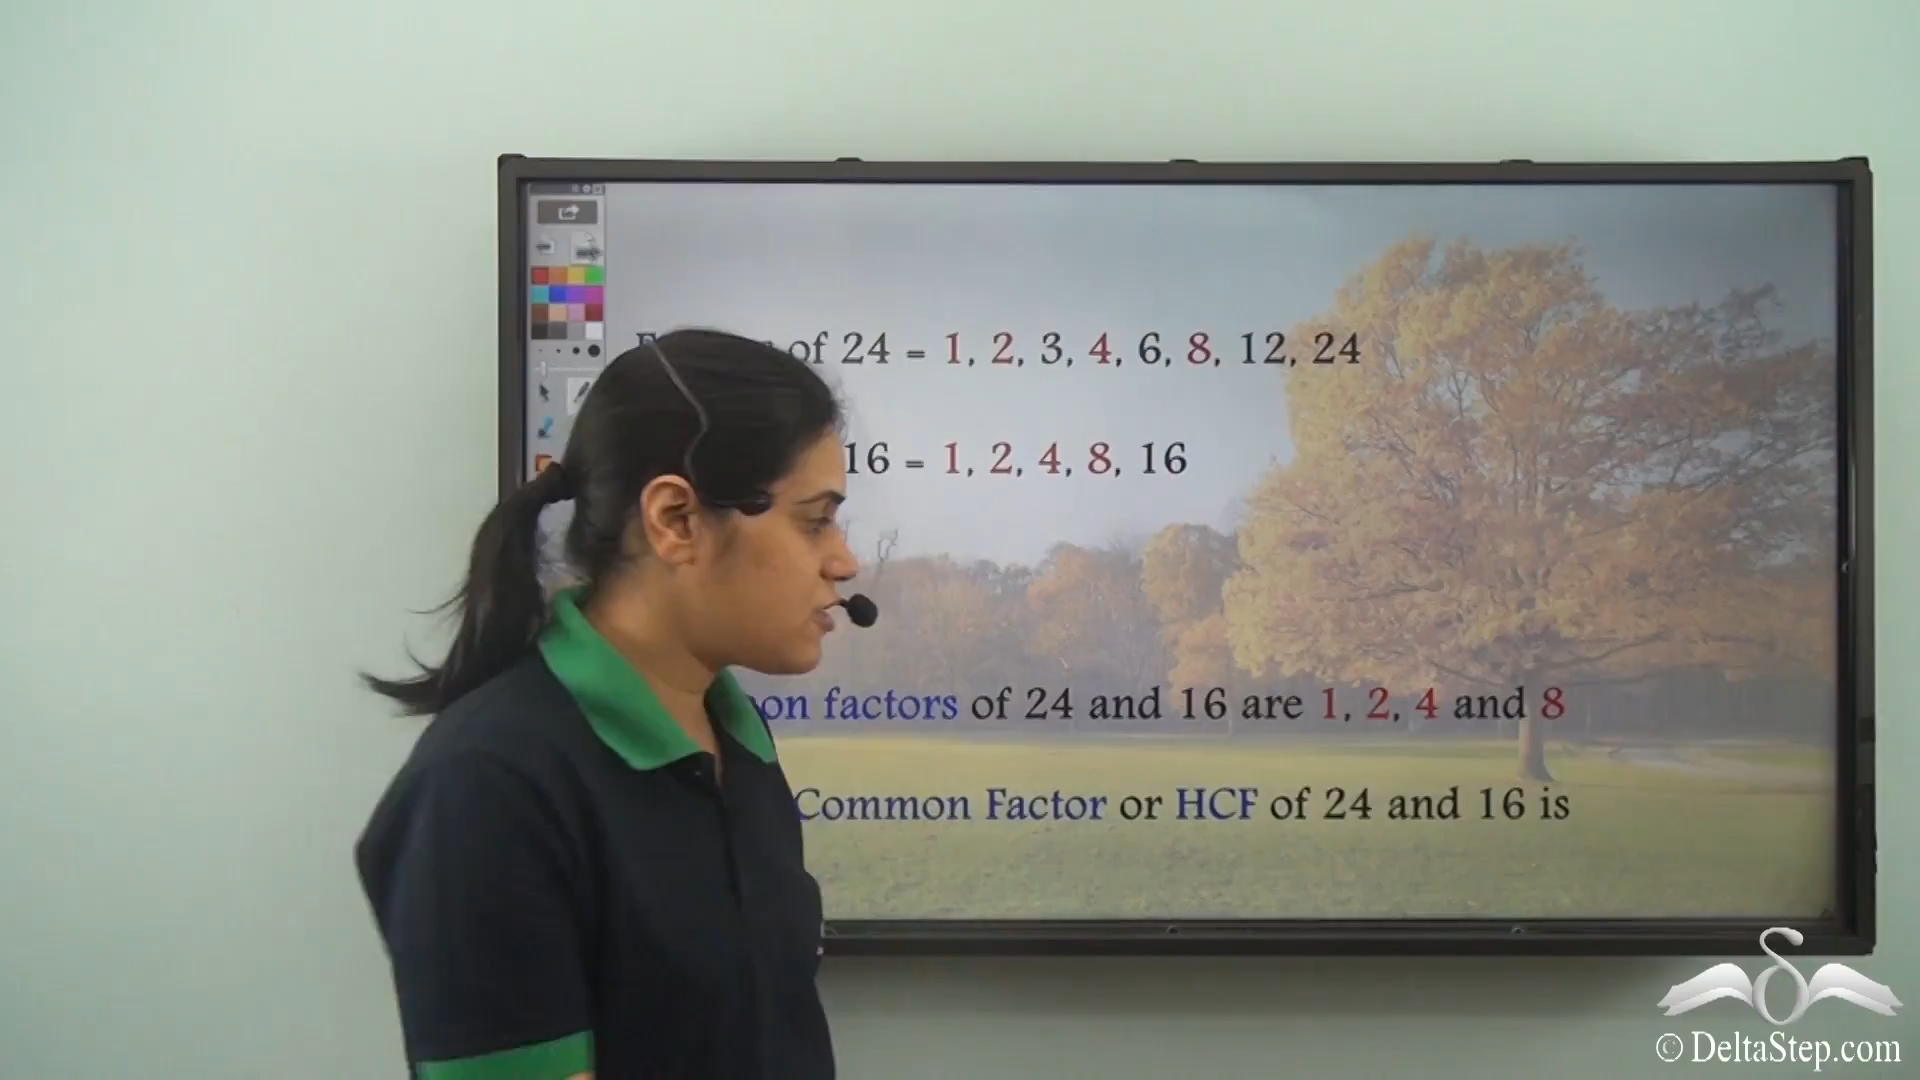 of 24 = 1, 2, 3, 4, 6, 8, 12, 24
16 = 1, 2, 4, 8, 16
factors of 24 and 16 are 1, 2, 4 and 8
Common Factor or HCF of 24 and 16 is
© DeltaStep.com